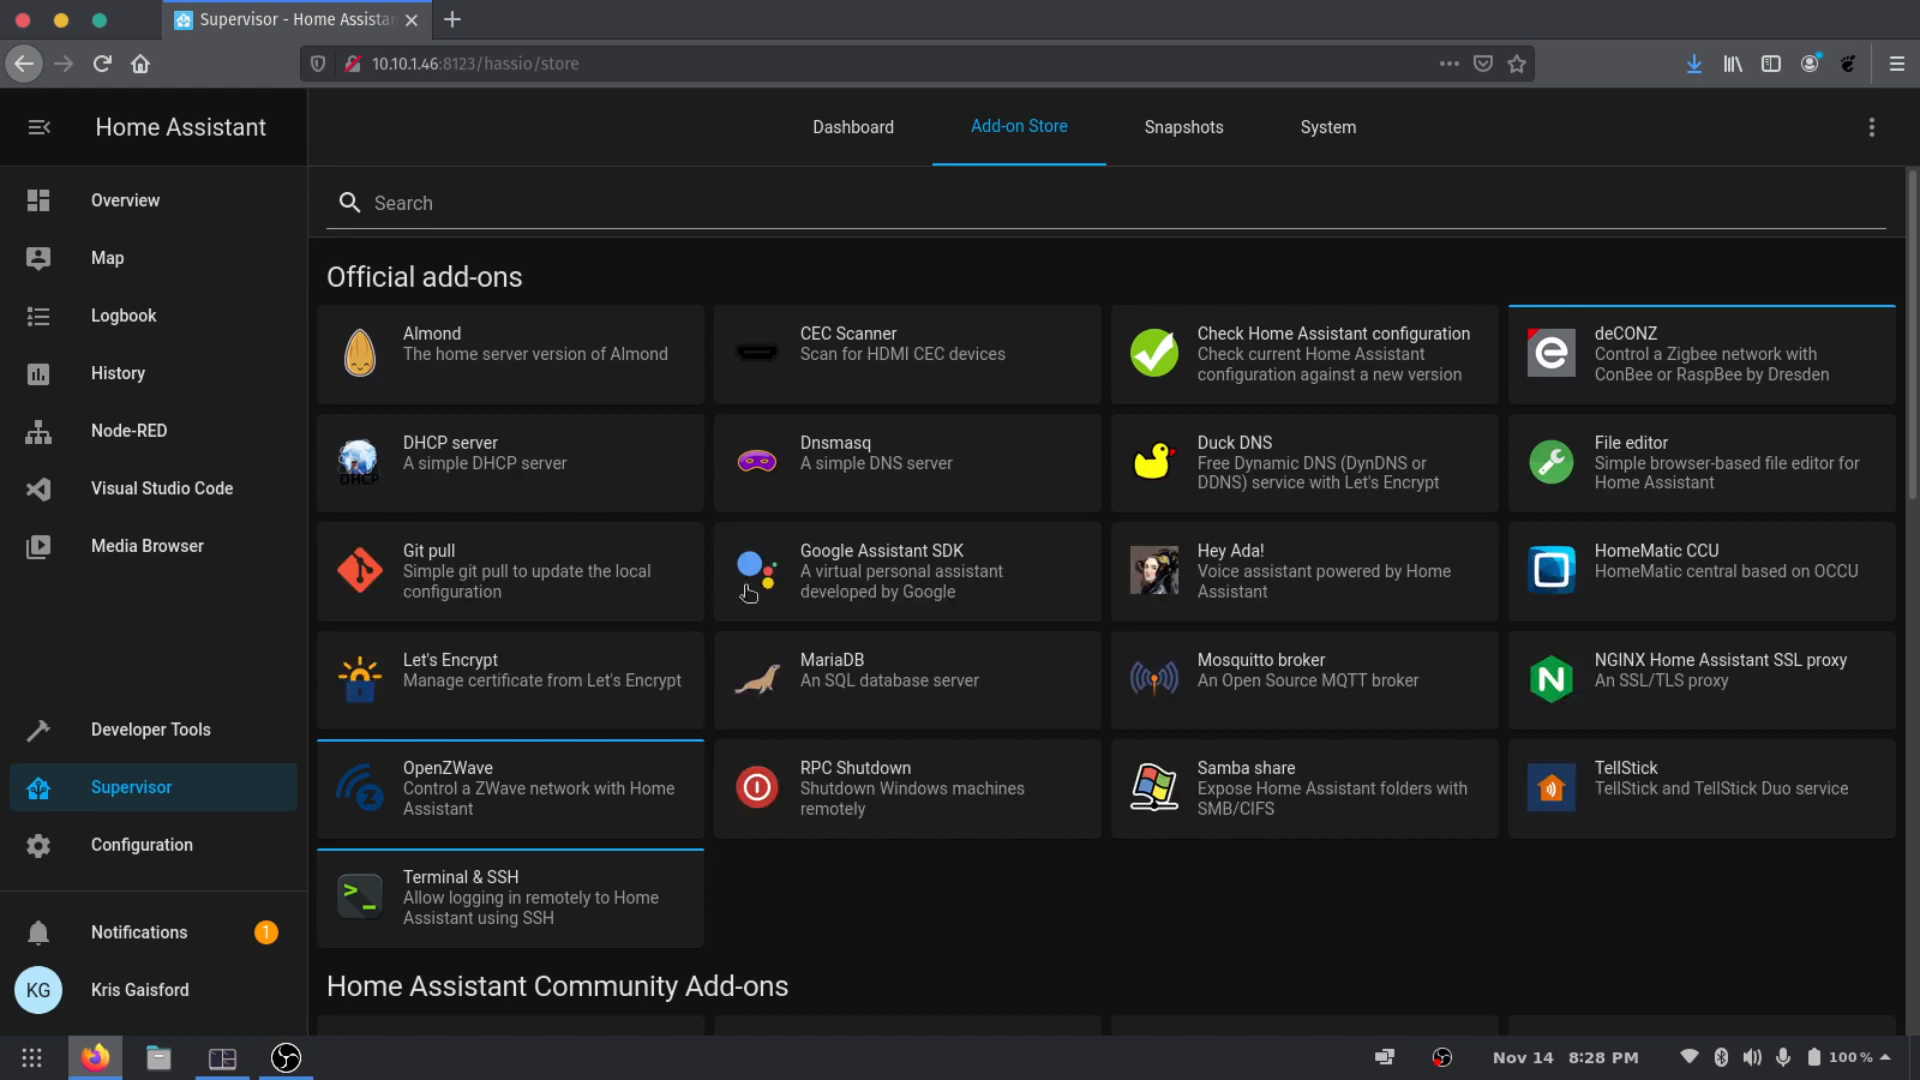 Supervisor - Home Assistan
10.10.1.46:8123/hassio/store
Home Assistant
Dashboard
Add-on Store
Snapshots
System
Overview
Map
Logbook
History
Node-RED
Visual Studio Code
Media Browser
Developer Tools
Supervisor
Configuration
Notifications
1
KG
Kris Gaisford
Search
Official add-ons
Almond
The home server version of Almond
CEC Scanner
Scan for HDMI CEC devices
Check Home Assistant configuration
Check current Home Assistant
configuration against a new version
deCONZ
Control a Zigbee network with
ConBee or RaspBee by Dresden
DHCP
DHCP server
A simple DHCP server
Dnsmasq
A simple DNS server
Duck DNS
Free Dynamic DNS (DynDNS or
DDNS) service with Let's Encrypt
File editor
Simple browser-based file editor for
Home Assistant
Git pull
Simple git pull to update the local
configuration
Google Assistant SDK
A virtual personal assistant
developed by Google
Hey Ada!
Voice assistant powered by Home
Assistant
HomeMatic CCU
HomeMatic central based on OCCU
Let's Encrypt
Manage certificate from Let's Encrypt
MariaDB
An SQL database server
Mosquitto broker
An Open Source MQTT broker
N
NGINX Home Assistant SSL proxy
An SSL/TLS proxy
OpenZWave
Control a ZWave network with Home
Assistant
RPC Shutdown
Shutdown Windows machines
remotely
Samba share
Expose Home Assistant folders with
SMB/CIFS
TellStick
TellStick and TellStick Duo service
Terminal & SSH
Allow logging in remotely to Home
Assistant using SSH
Home Assistant Community Add-ons
Nov 14 8:28 PM
100 %